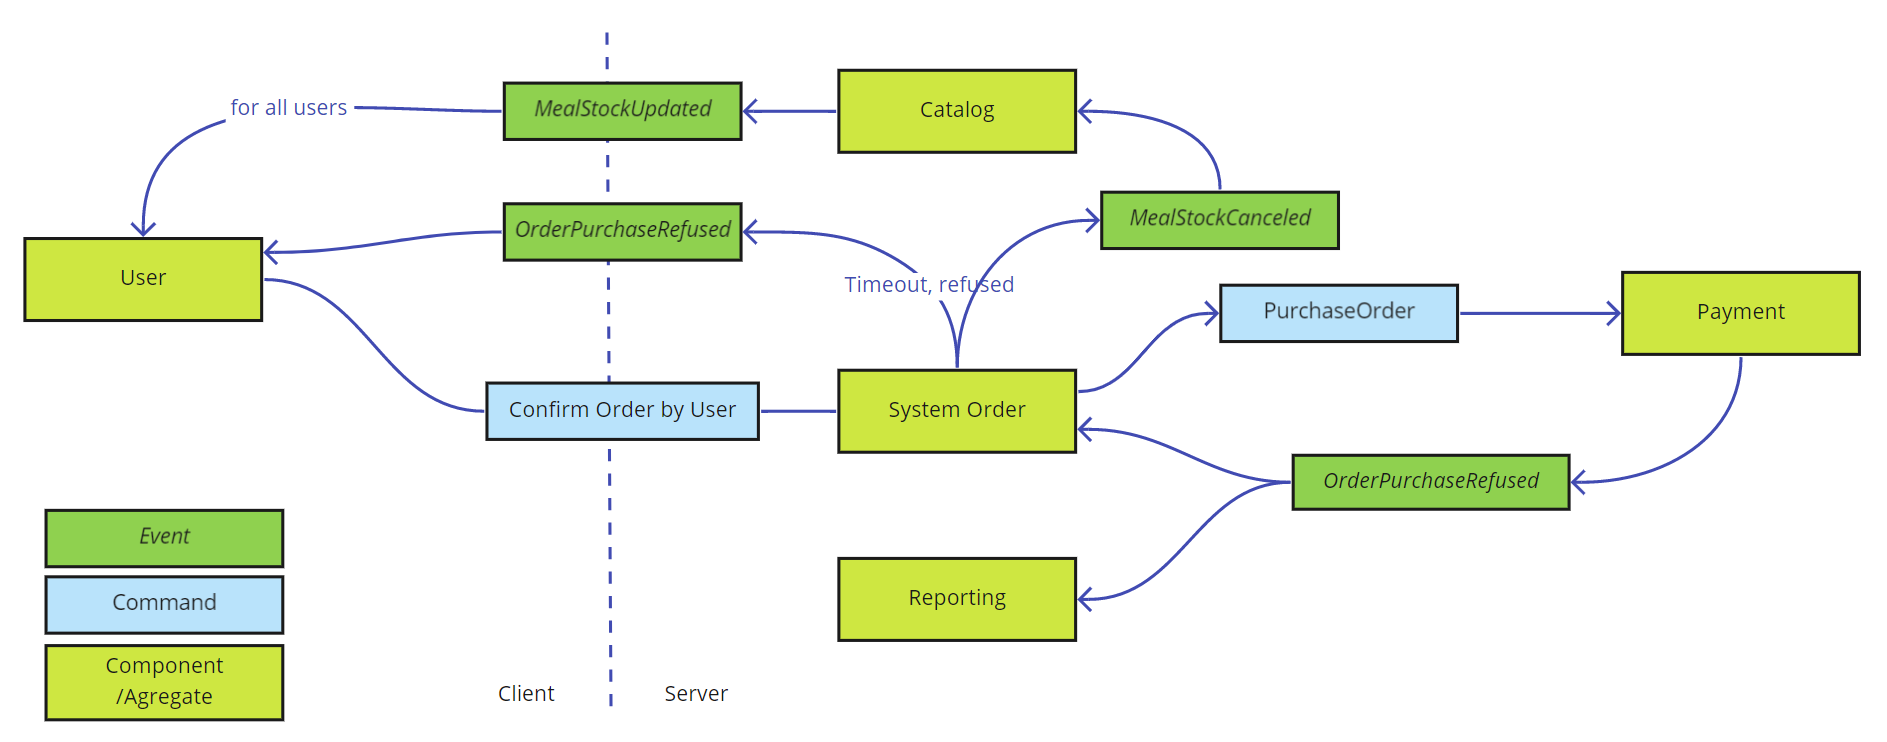 for all users
MealStockUpdated
Catalog
OrderPurchaseRefused
MealStockCanceled
User
Timeout, refused
PurchaseOrder
Payment
Confirm Order by User
System Order
OrderPurchaseRefused
Event
Command
Reporting
Component
/Agregate
Client
Server